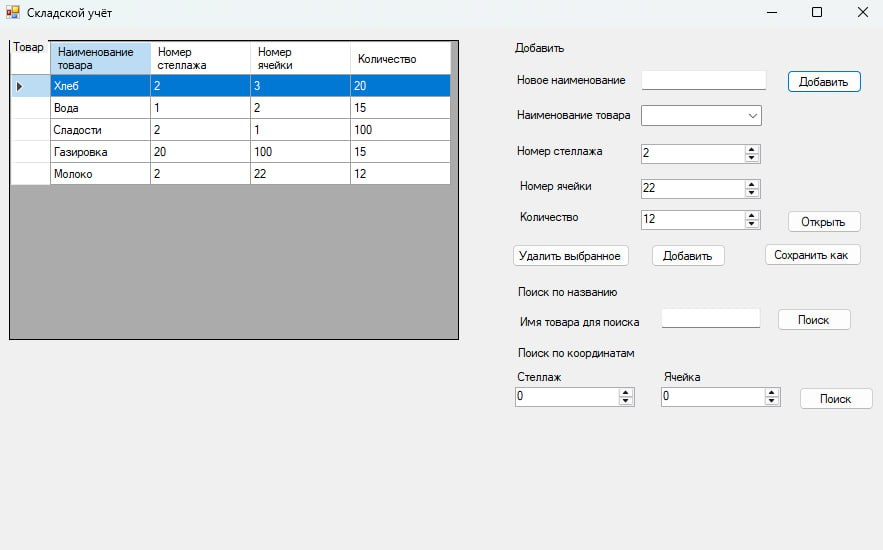 Складской учёт
Товар
Наименование товара Номер стеллажа Номер ячейки Количество
Хлеб 2 3 20
Вода 1 2 15
Сладости 2 1 100
Газировка 20 100 15
Молоко 2 22 12
Добавить
Новое наименование Добавить
Наименование товара
Номер стеллажа 2
Номер ячейки 22
Количество 12 Открыть
Удалить выбранное Добавить Сохранить как
Поиск по названию
Имя товара для поиска Поиск
Поиск по координатам
Стеллаж Ячейка
0 0 Поиск